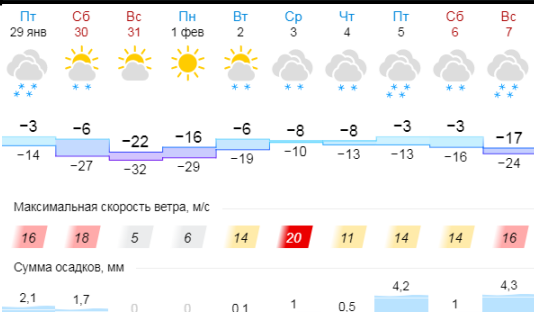 Пт Сб Вс Пн Вт Ср Чт Пт Сб Вс
29 янв 30 31 1 фев 2 3 4 5 6 7
−3 −6 −22 −16 −6 −8 −8 −3 −3 −17
−14 −27 −32 −29 −19 −10 −13 −13 −16 −24
Максимальная скорость ветра, м/с
16 18 5 6 14 20 11 14 14 16
Сумма осадков, мм
2,1 1,7 0 0 0,1 1 0,5 4,2 1 4,3